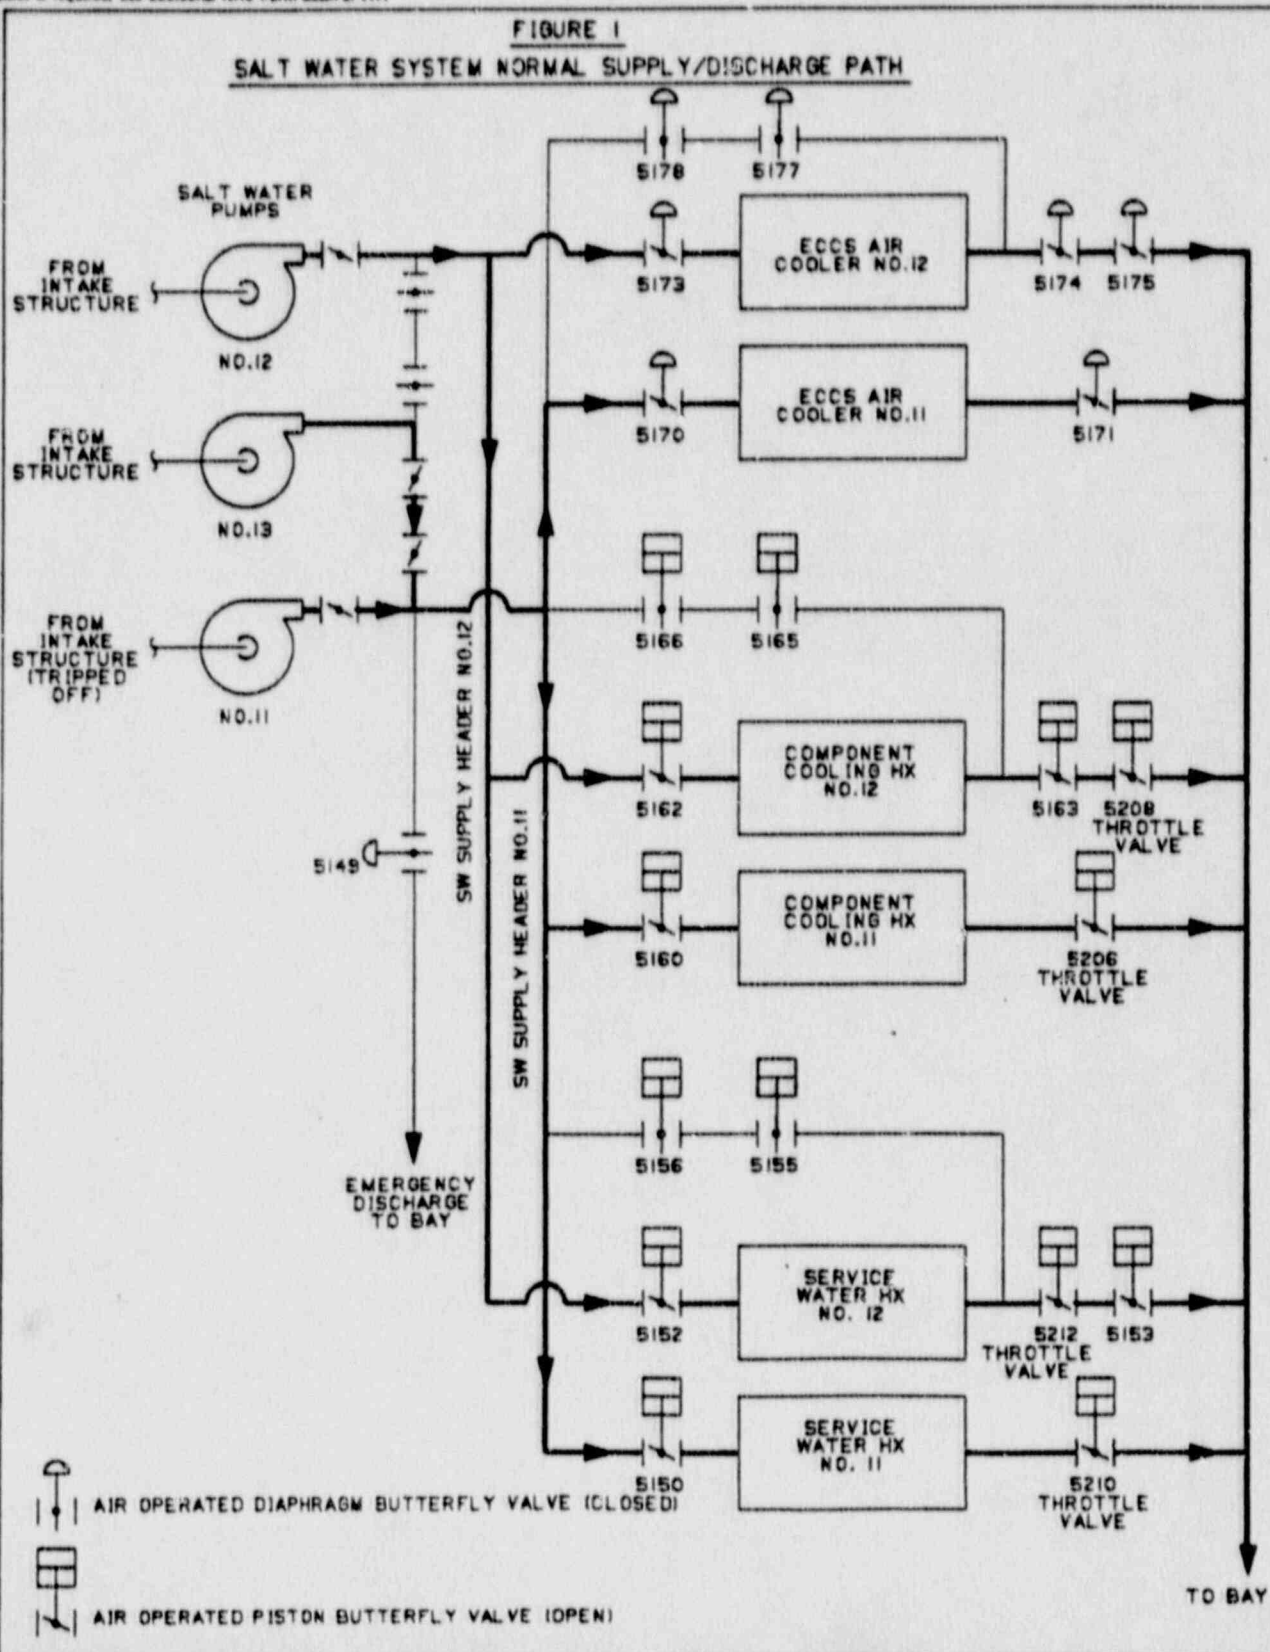 FIGURE 1
SALT WATER SYSTEM NORMAL SUPPLY/DISCHARGE PATH
5178
5177
SALT WATER
PUMPS
FROM
INTAKE
STRUCTURE
NO.12
5173
ECCS AIR
COOLER NO.12
5174
5175
FROM
INTAKE
STRUCTURE
NO.13
5170
ECCS AIR
COOLER NO.11
5171
FROM
INTAKE
STRUCTURE
(TRIPPED
OFF)
NO.11
5166
5165
SW SUPPLY HEADER NO.12
SW SUPPLY HEADER NO.11
5162
COMPONENT
COOLING HX
NO.12
5163
5208
THROTTLE
VALVE
5149
5160
COMPONENT
COOLING HX
NO.11
5206
THROTTLE
VALVE
EMERGENCY
DISCHARGE
TO BAY
5156
5155
5152
SERVICE
WATER HX
NO. 12
5212
THROTTLE
VALVE
5153
5150
SERVICE
WATER HX
NO. 11
5210
THROTTLE
VALVE
AIR OPERATED DIAPHRAGM BUTTERFLY VALVE (CLOSED)
AIR OPERATED PISTON BUTTERFLY VALVE (OPEN)
TO BAY